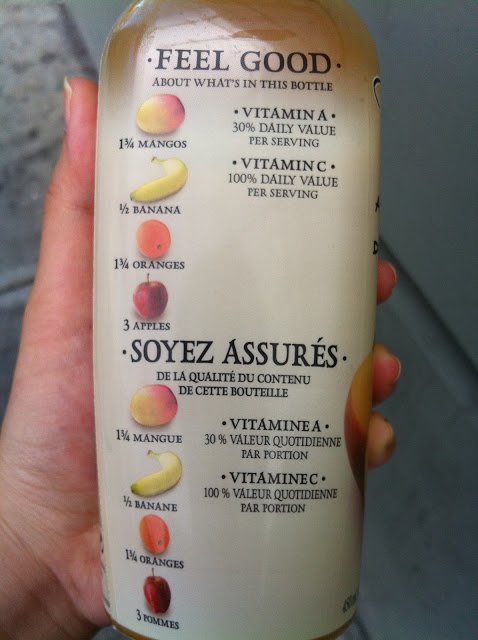 · FEEL GOOD ·
ABOUT WHAT'S IN THIS BOTTLE
1¾ MANGOS
· VITAMIN A ·
30% DAILY VALUE
PER SERVING
½ BANANA
· VITAMIN C ·
100% DAILY VALUE
PER SERVING
1¾ ORANGES
3 APPLES
· SOYEZ ASSURÉS ·
DE LA QUALITÉ DU CONTENU
DE CETTE BOUTEILLE
1¾ MANGUE
· VITAMINE A ·
30 % VALEUR QUOTIDIENNE
PAR PORTION
½ BANANE
· VITAMINE C ·
100 % VALEUR QUOTIDIENNE
PAR PORTION
1¾ ORANGES
3 POMMES